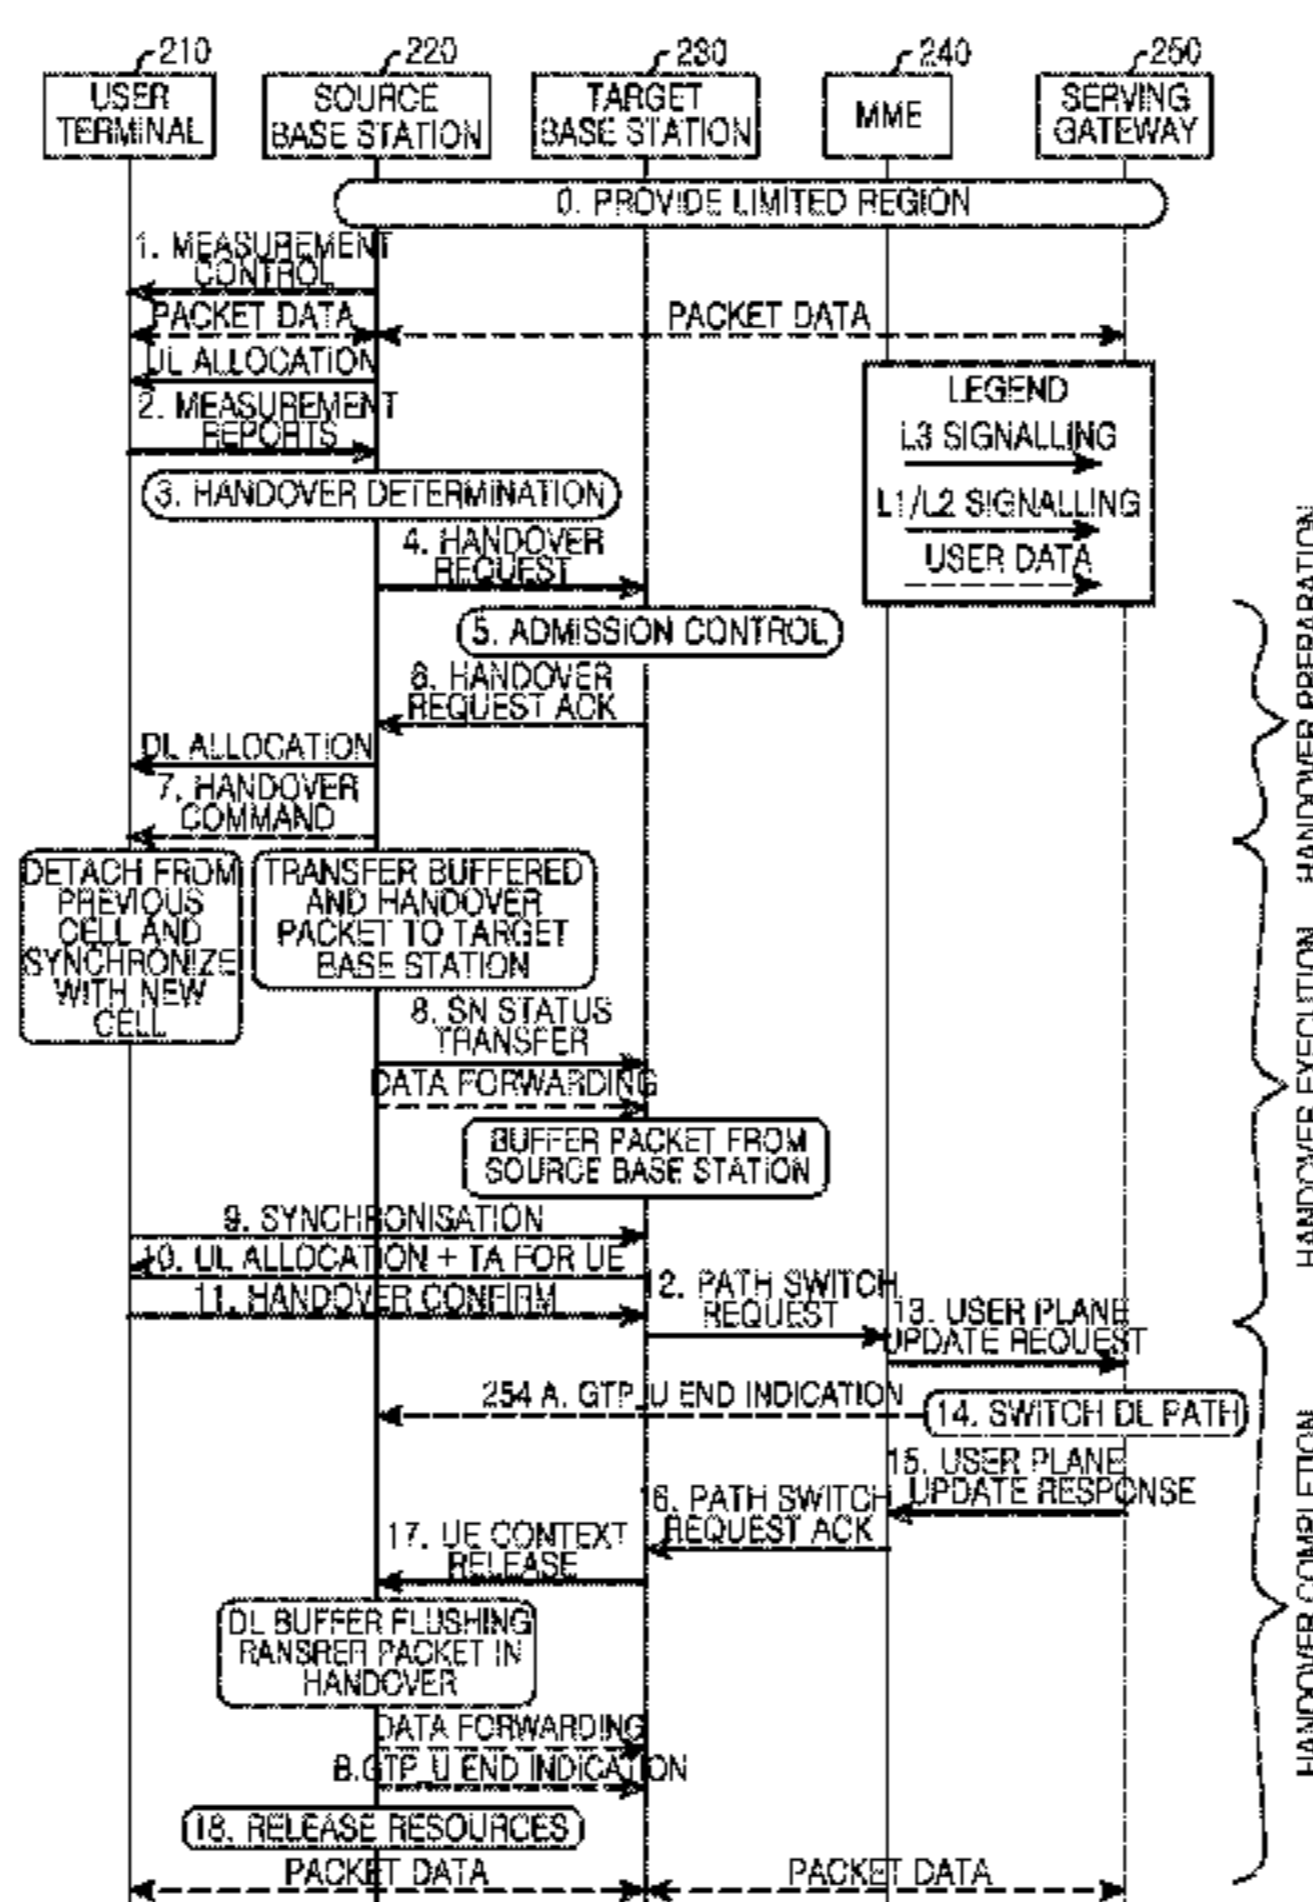 210
220
230
240
250
USER
TERMINAL
SOURCE
BASE STATION
TARGET
BASE STATION
MME
SERVING
GATEWAY
0. PROVIDE LIMITED REGION
1. MEASUREMENT
CONTROL
PACKET DATA
PACKET DATA
UL ALLOCATION
2. MEASUREMENT
REPORTS
LEGEND
L3 SIGNALLING
L1/L2 SIGNALLING
USER DATA
3. HANDOVER DETERMINATION
4. HANDOVER
REQUEST
5. ADMISSION CONTROL
6. HANDOVER
REQUEST ACK
DL ALLOCATION
7. HANDOVER
COMMAND
HANDOVER PREPARATION
DETACH FROM
PREVIOUS
CELL AND
SYNCHRONIZE
WITH NEW
CELL
TRANSFER BUFFERED
AND HANDOVER
PACKET TO TARGET
BASE STATION
8. SN STATUS
TRANSFER
DATA FORWARDING
BUFFER PACKET FROM
SOURCE BASE STATION
HANDOVER EXECUTION
9. SYNCHRONISATION
10. UL ALLOCATION + TA FOR UE
11. HANDOVER CONFIRM
12. PATH SWITCH
REQUEST
13. USER PLANE
UPDATE REQUEST
254 A. GTP_U END INDICATION
14. SWITCH DL PATH
15. USER PLANE
UPDATE RESPONSE
16. PATH SWITCH
REQUEST ACK
17. UE CONTEXT
RELEASE
DL BUFFER FLUSHING
RANSRER PACKET IN
HANDOVER
DATA FORWARDING
B.GTP_U END INDICATION
18. RELEASE RESOURCES
PACKET DATA
PACKET DATA
HANDOVER COMPLETION